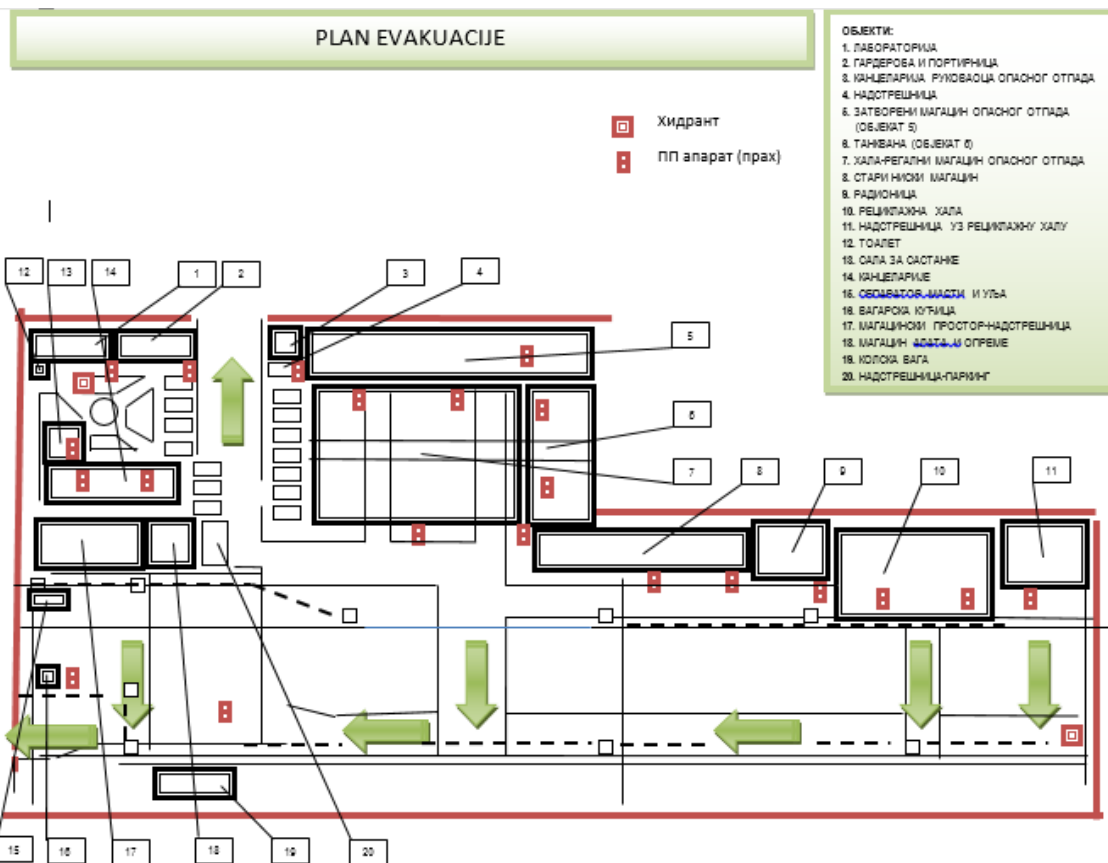 PLAN EVAKUАCIЈЕ
Хидрант
ПП апарат (прах)
ОБЈЕКТИ:
1. ЛАБОРАТОРИЈА
2. ГАРДЕРОБА И ПОРТИРНИЦА
3. КАНЦЕЛАРИЈА РУКОВАОЦА ОПАСНОГ ОТПАДА
4. НАДСТРЕШНИЦА
5. ЗАТВОРЕНИ МАГАЦИН ОПАСНОГ ОТПАДА
(ОБЈЕКАТ 5)
6. ТАНКВАНА (ОБЈЕКАТ 6)
7. ХАЛА-РЕГАЛНИ МАГАЦИН ОПАСНОГ ОТПАДА
8. СТАРИ НИСКИ МАГАЦИН
9. РАДИОНИЦА
10. РЕЦИКЛАЖНА ХАЛА
11. НАДСТРЕШНИЦА УЗ РЕЦИКЛАЖНУ ХАЛУ
12. ТОАЛЕТ
13. САЛА ЗА САСТАНКЕ
14. КАНЦЕЛАРИЈЕ
15. СЕПАРАТОР МАСТИ И УЉА
16. ВАГАРСКА КУЋИЦА
17. МАГАЦИНСКИ ПРОСТОР-НАДСТРЕШНИЦА
18. МАГАЦИН АЛАТА И ОПРЕМЕ
19. КОЛСКА ВАГА
20. НАДСТРЕШНИЦА-ПАРКИНГ
12 13 14 1 2 3 4
5
6
7 8 9 10 11
15 16 17 18 19 20